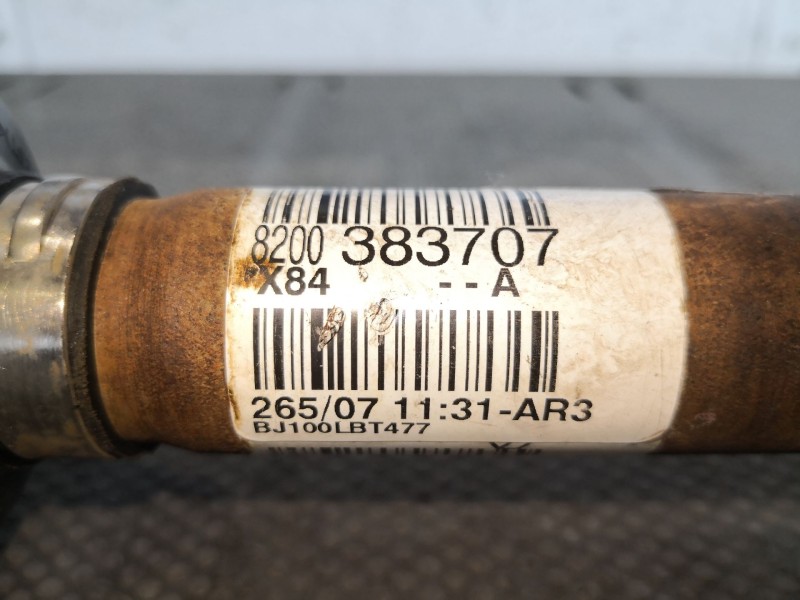 8200 383707
X84 -- A
265/07 11:31-AR3
BJ100LBT477